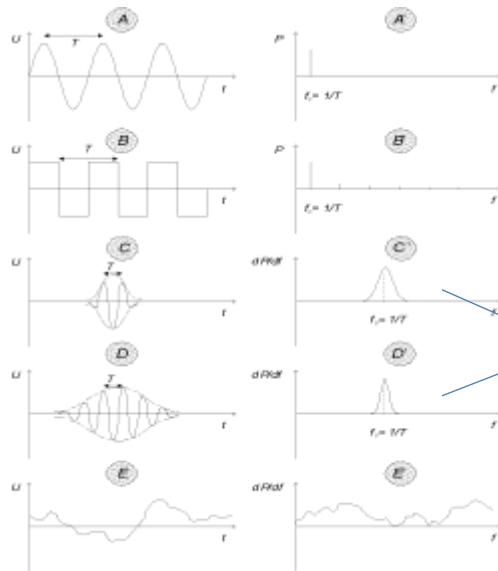 A
U
T
t
A'
P
f₀ = 1/T
f
B
U
T
t
B'
P
f₀ = 1/T
f
C
U
T
t
C'
dP/df
f₀ = 1/T
f
D
U
T
t
D'
dP/df
f₀ = 1/T
f
E
U
t
E'
dP/df
f